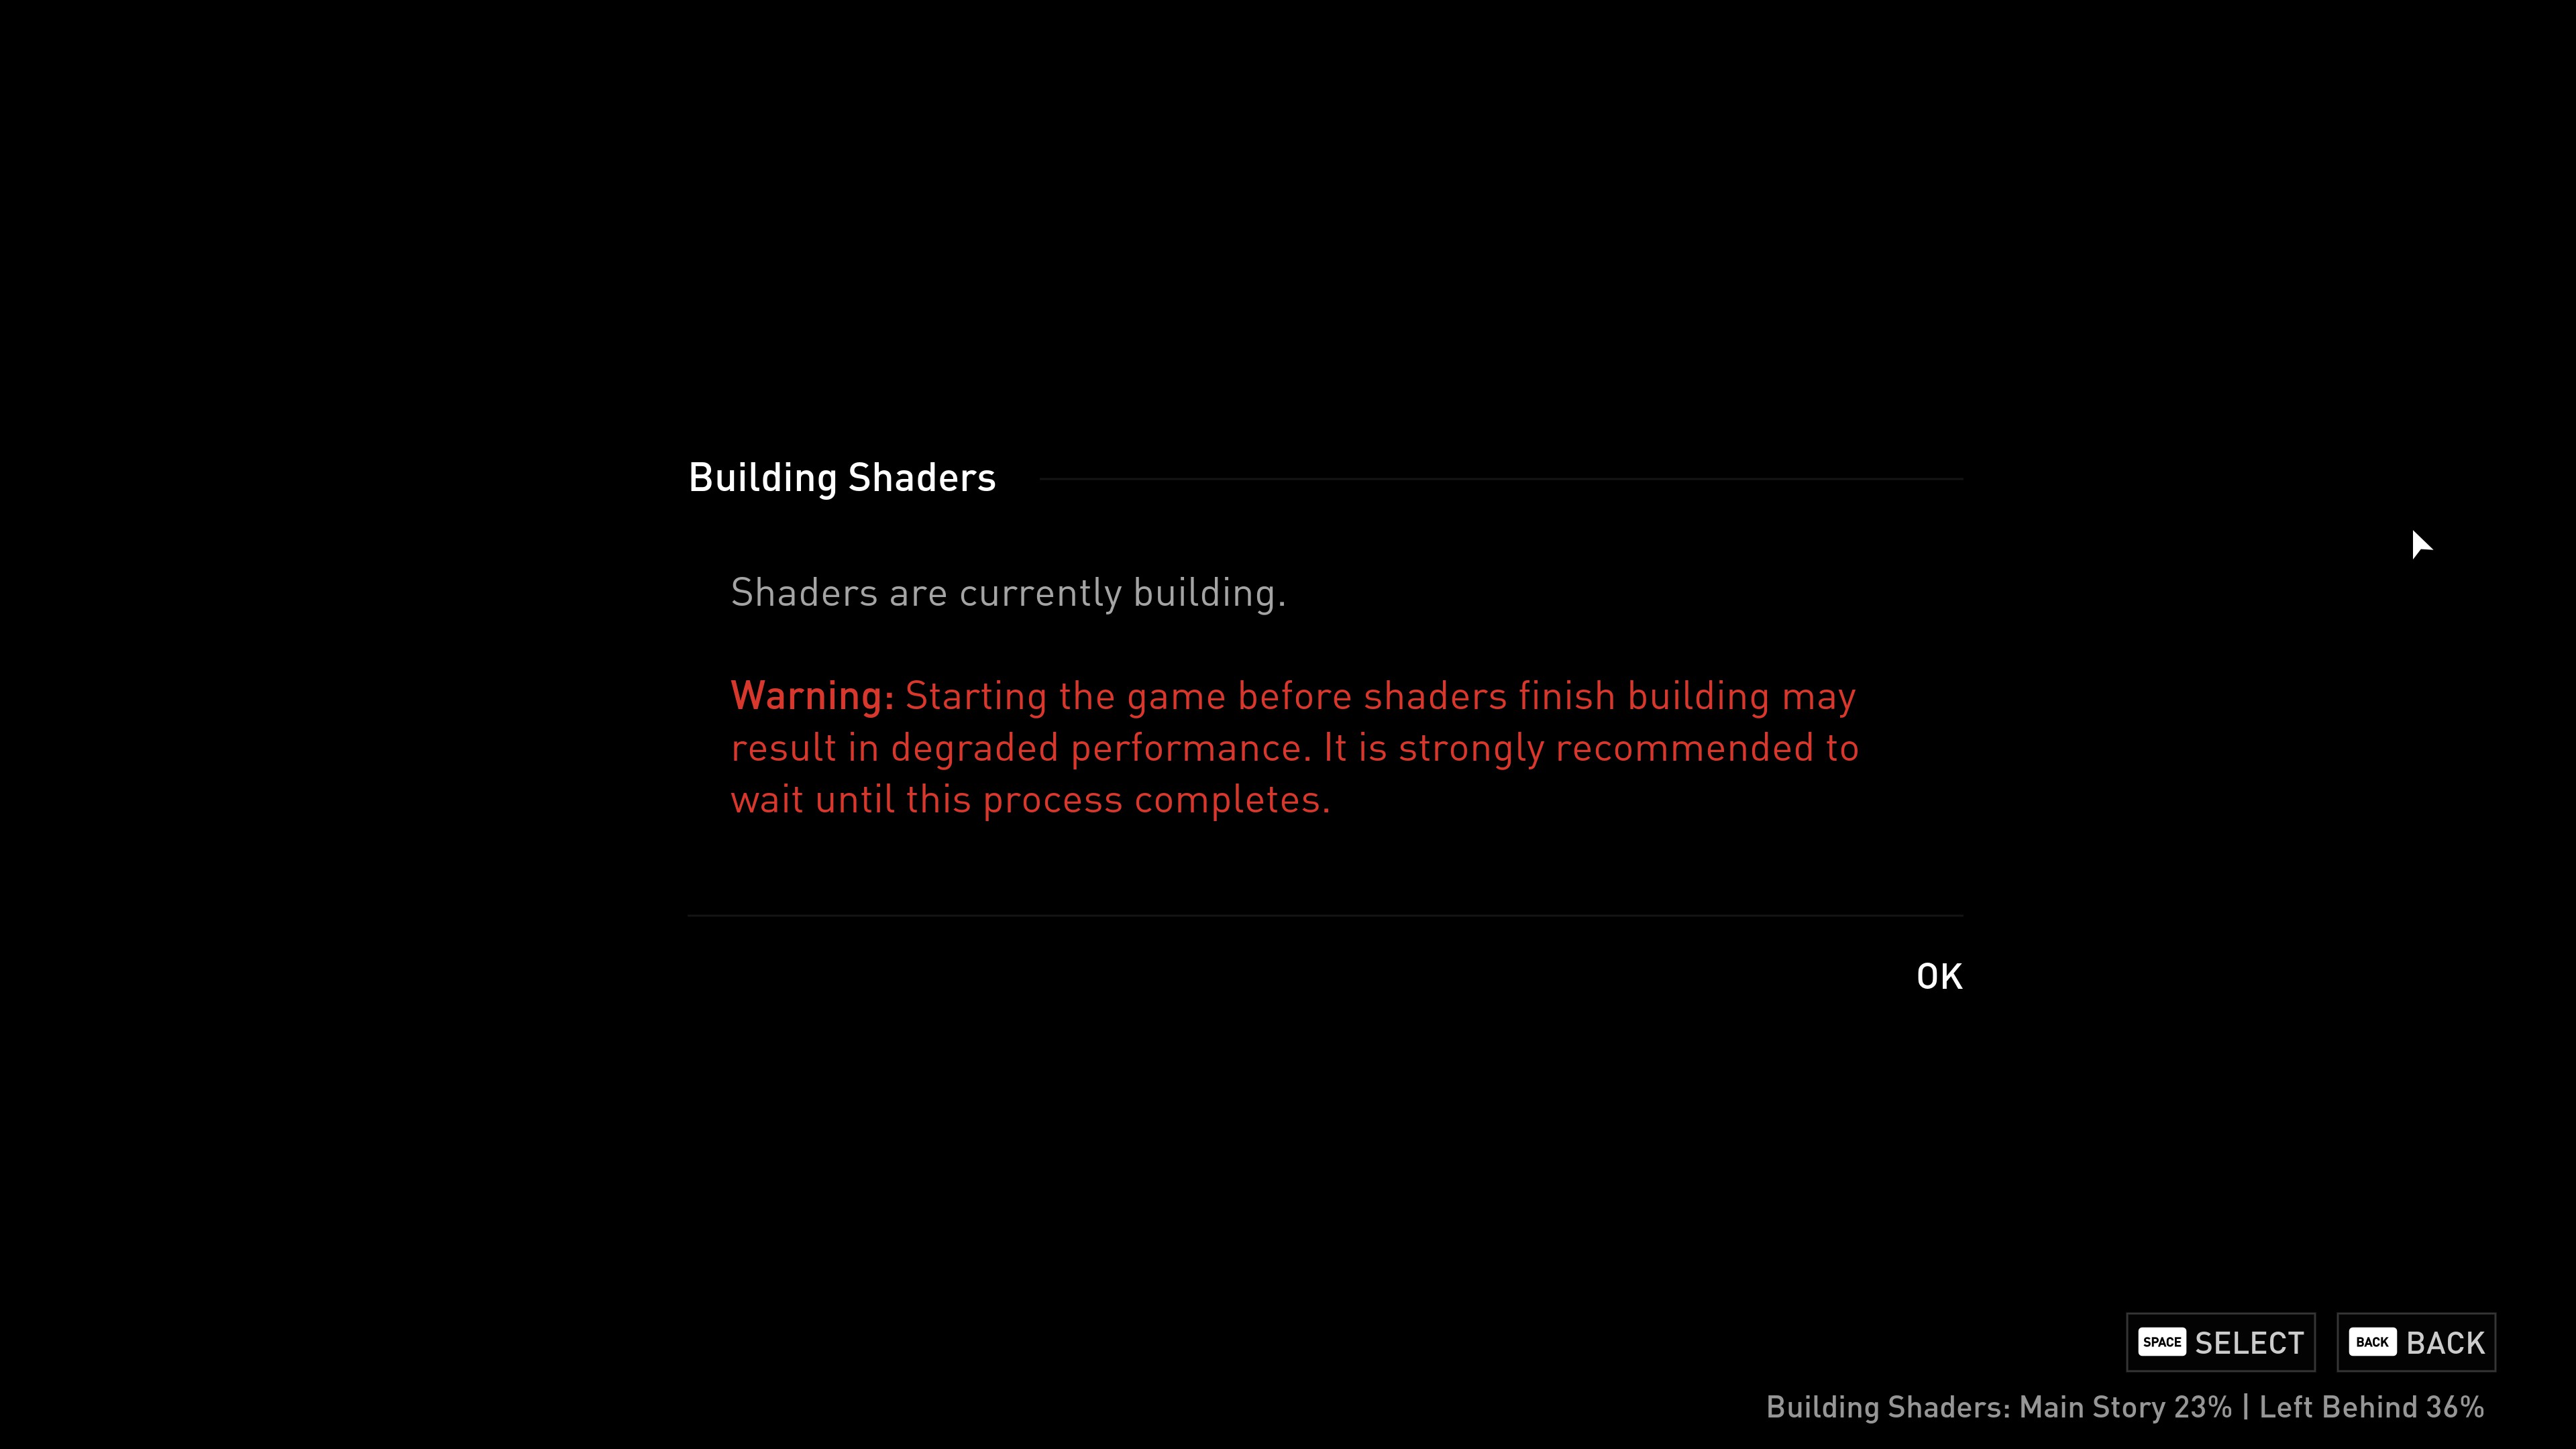 Building Shaders
Shaders are currently building.
Warning: Starting the game before shaders finish building may
result in degraded performance. It is strongly recommended to
wait until this process completes.
OK
SPACE SELECT BACK BACK
Building Shaders: Main Story 23% | Left Behind 36%